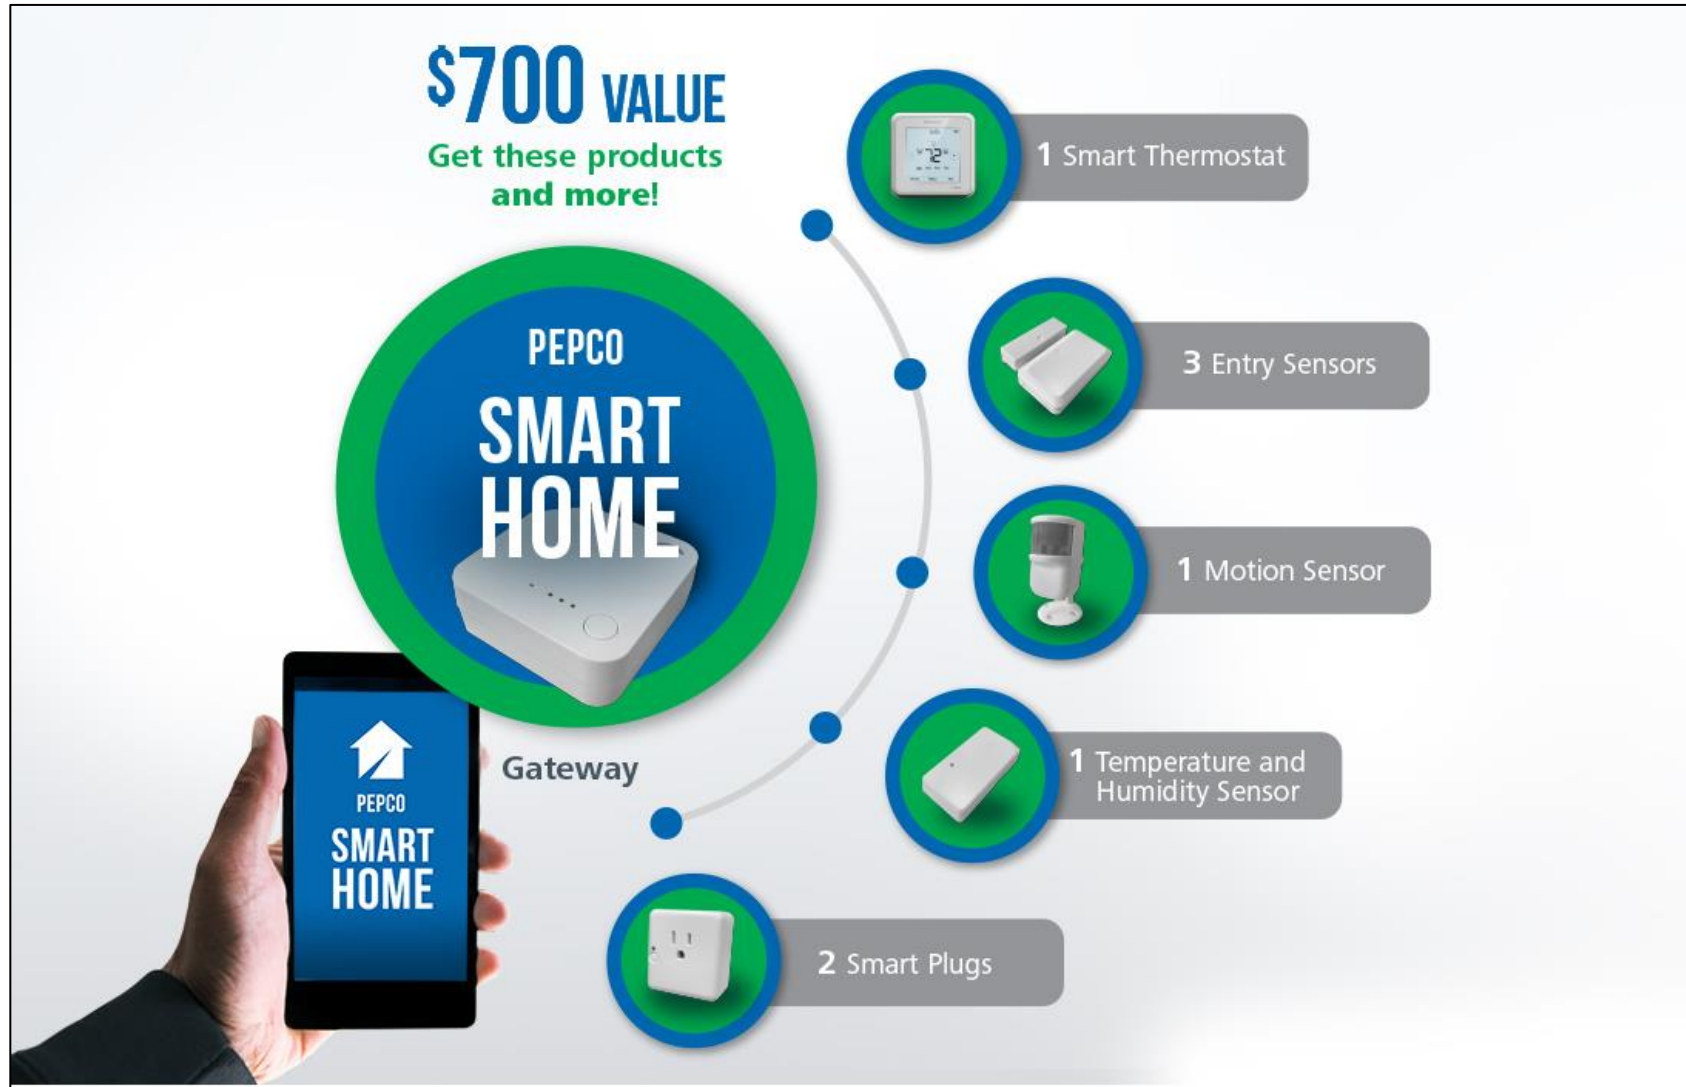 $700 VALUE
Get these products
and more!
PEPCO
SMART
HOME
Gateway
PEPCO
SMART
HOME
1 Smart Thermostat
3 Entry Sensors
1 Motion Sensor
1 Temperature and
Humidity Sensor
2 Smart Plugs
72